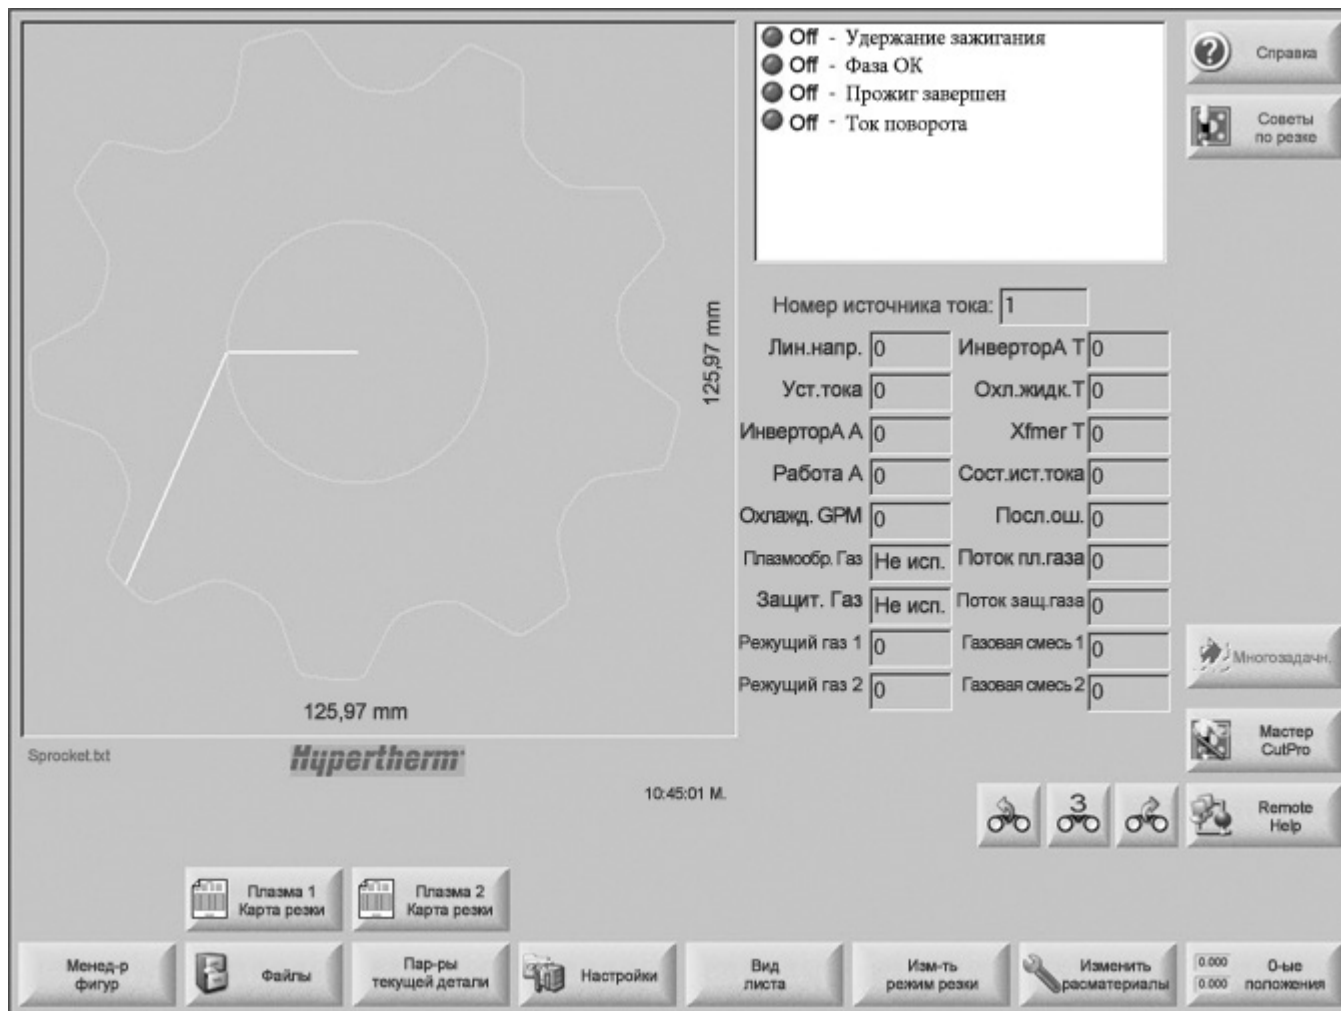 Off - Удержание зажигания
Off - Фаза ОК
Off - Прожиг завершен
Off - Ток поворота
Справка
Советы
по резке
125,97 mm
125,97 mm
Номер источника тока: 1
Лин.напр. 0 ИнверторА Т 0
Уст.тока 0 Охл.жидк.Т 0
ИнверторА А 0 Xfmer T 0
Работа А 0 Сост.ист.тока 0
Охлажд. GPM 0 Посл.ош. 0
Плазмообр. Газ Не исп. Поток пл.газа 0
Защит. Газ Не исп. Поток защ.газа 0
Режущий газ 1 0 Газовая смесь 1 0
Режущий газ 2 0 Газовая смесь 2 0
Многозадачн.
Мастер
CutPro
Sprocket.txt
Hypertherm
10:45:01 М.
3
Remote
Help
Плазма 1
Карта резки
Плазма 2
Карта резки
Менед-р
фигур
Файлы
Пар-ры
текущей детали
Настройки
Вид
листа
Изм-ть
режим резки
Изменить
расматериалы
0.000
0.000
0-ые
положения